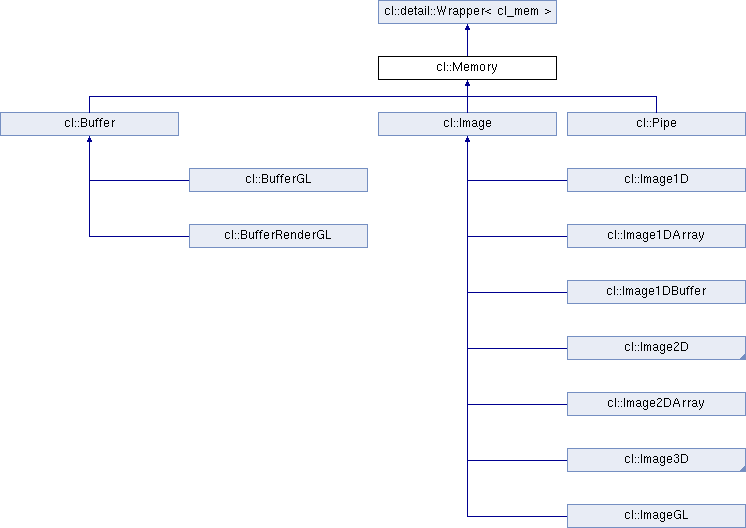 cl::detail::Wrapper< cl_mem >
cl::Memory
cl::Buffer
cl::Image
cl::Pipe
cl::BufferGL
cl::Image1D
cl::BufferRenderGL
cl::Image1DArray
cl::Image1DBuffer
cl::Image2D
cl::Image2DArray
cl::Image3D
cl::ImageGL